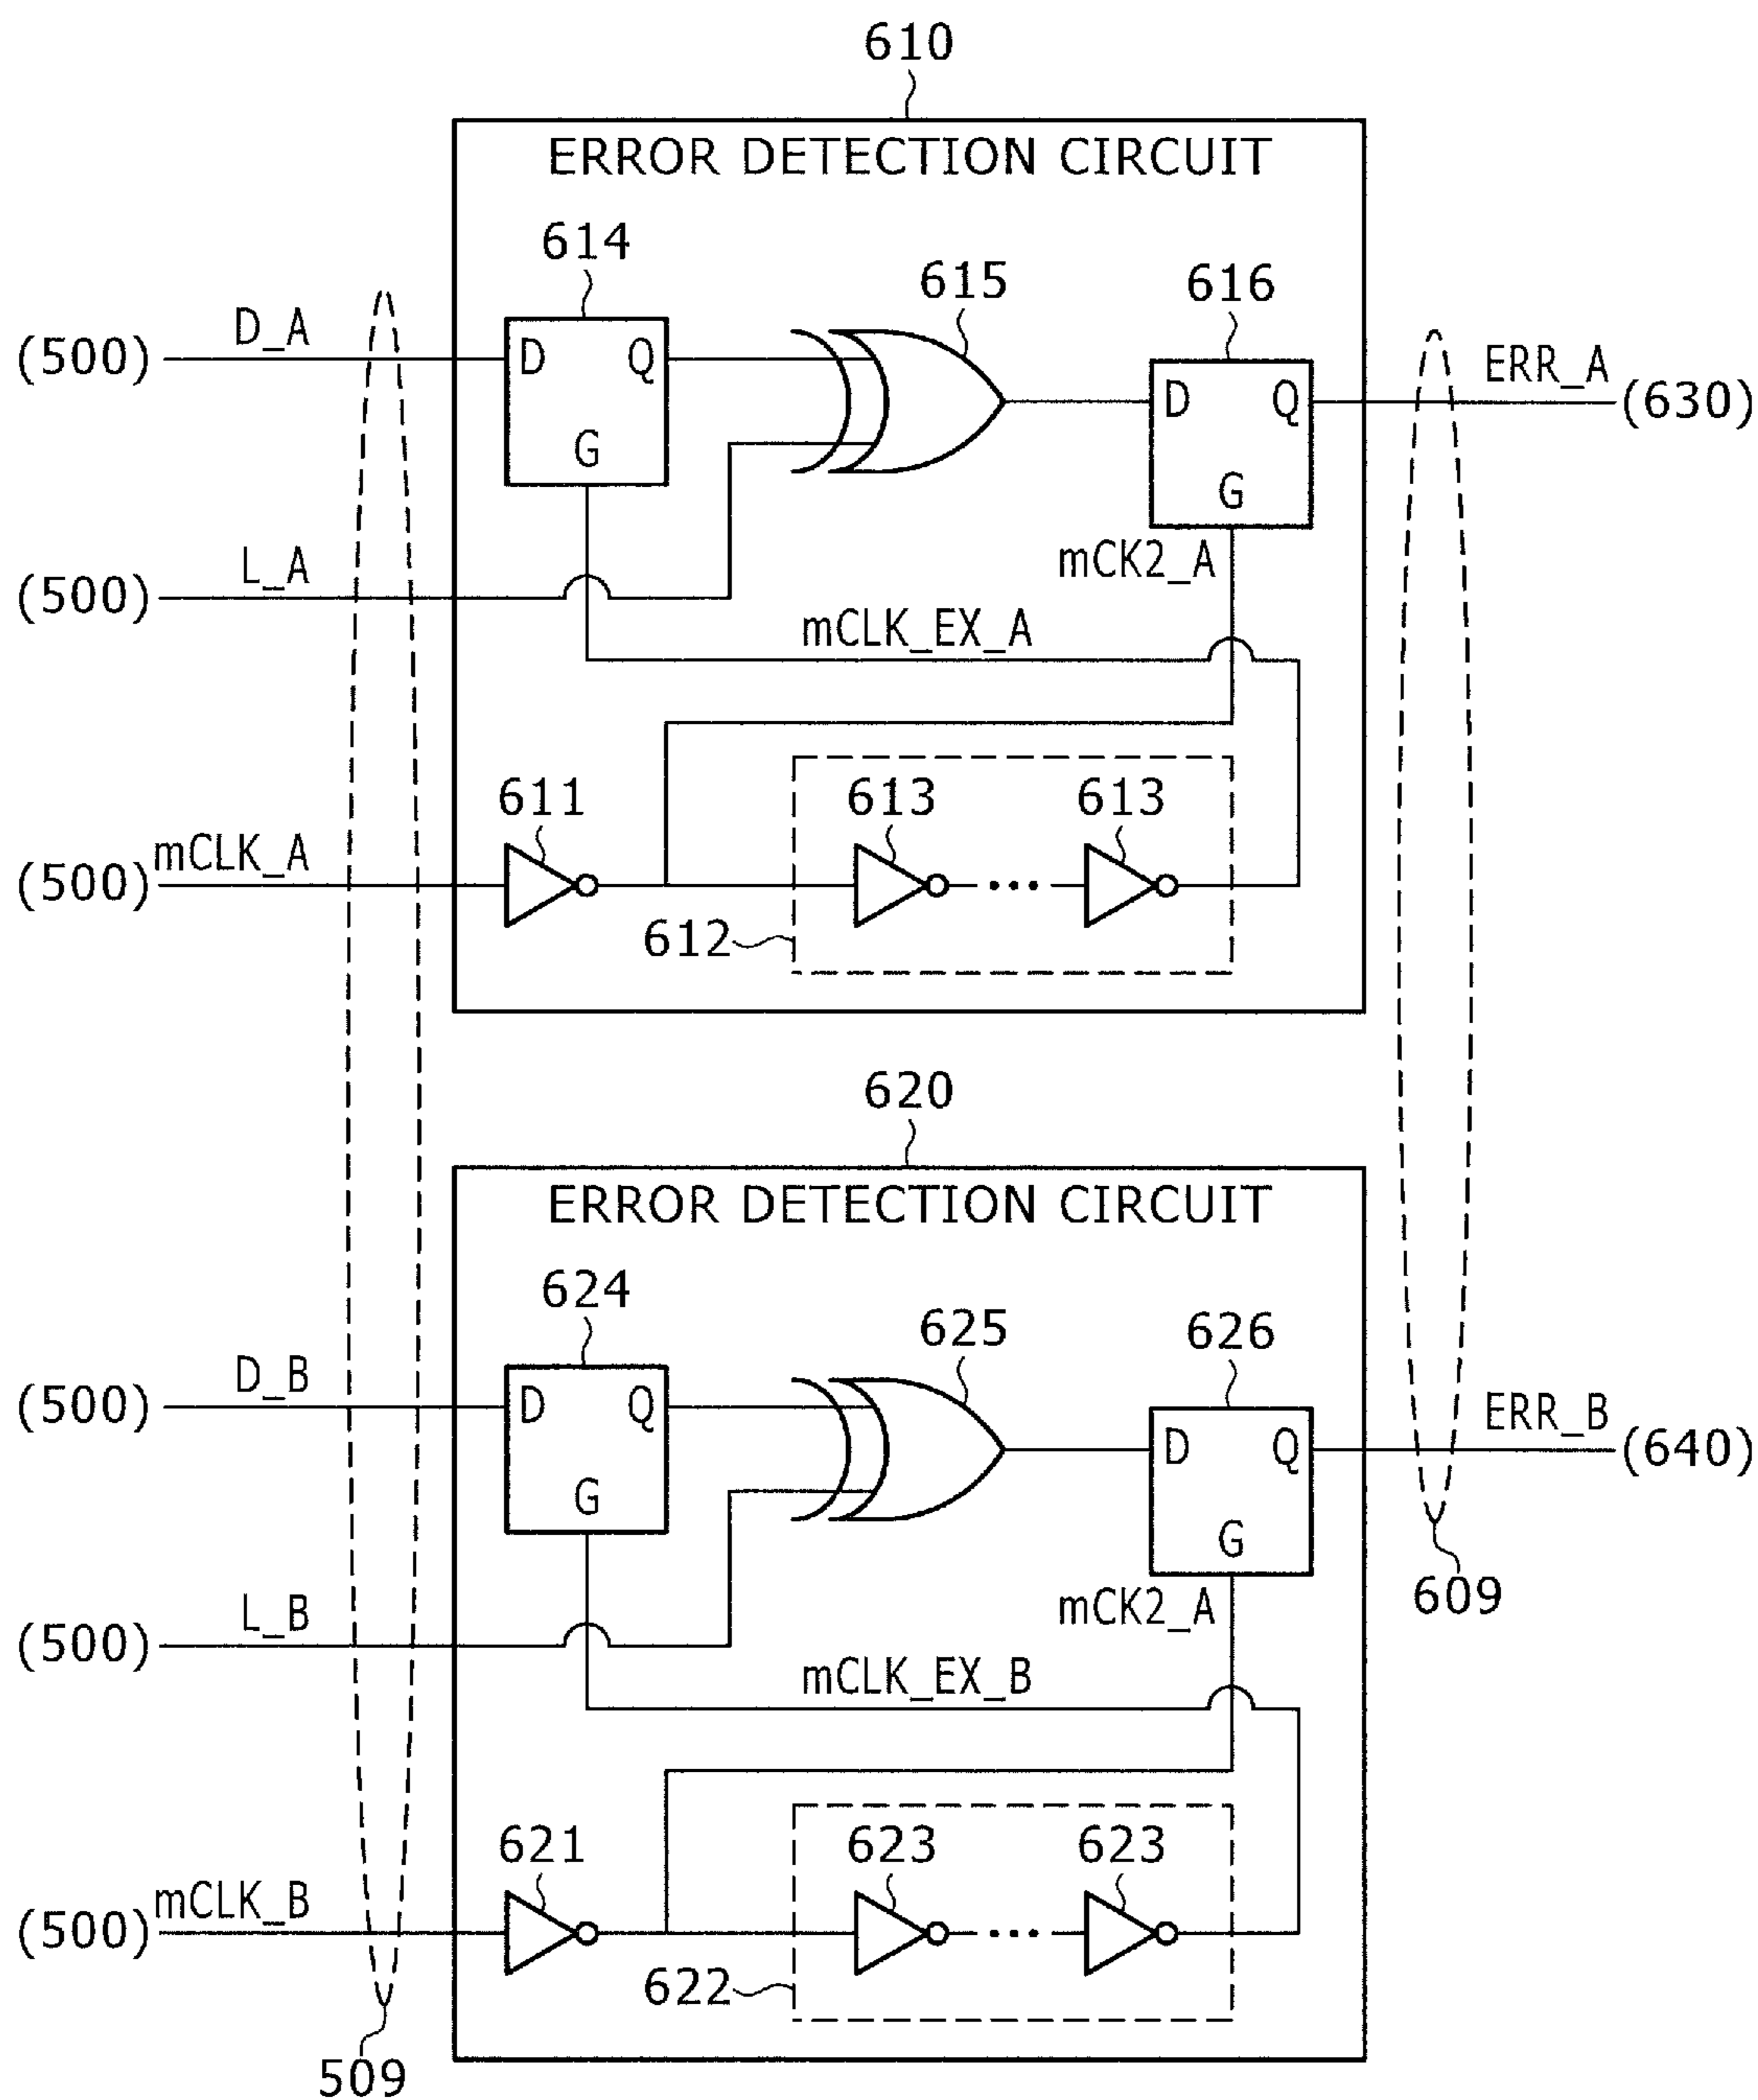 610
ERROR DETECTION CIRCUIT
614
615
616
(500)
D_A
D
Q
G
D
Q
G
ERR_A
(630)
(500)
L_A
mCK2_A
mCLK_EX_A
(500)
mCLK_A
611
613
...
613
612
620
ERROR DETECTION CIRCUIT
624
625
626
(500)
D_B
D
Q
G
D
Q
G
ERR_B
(640)
609
(500)
L_B
mCK2_A
mCLK_EX_B
(500)
mCLK_B
621
623
...
623
622
509